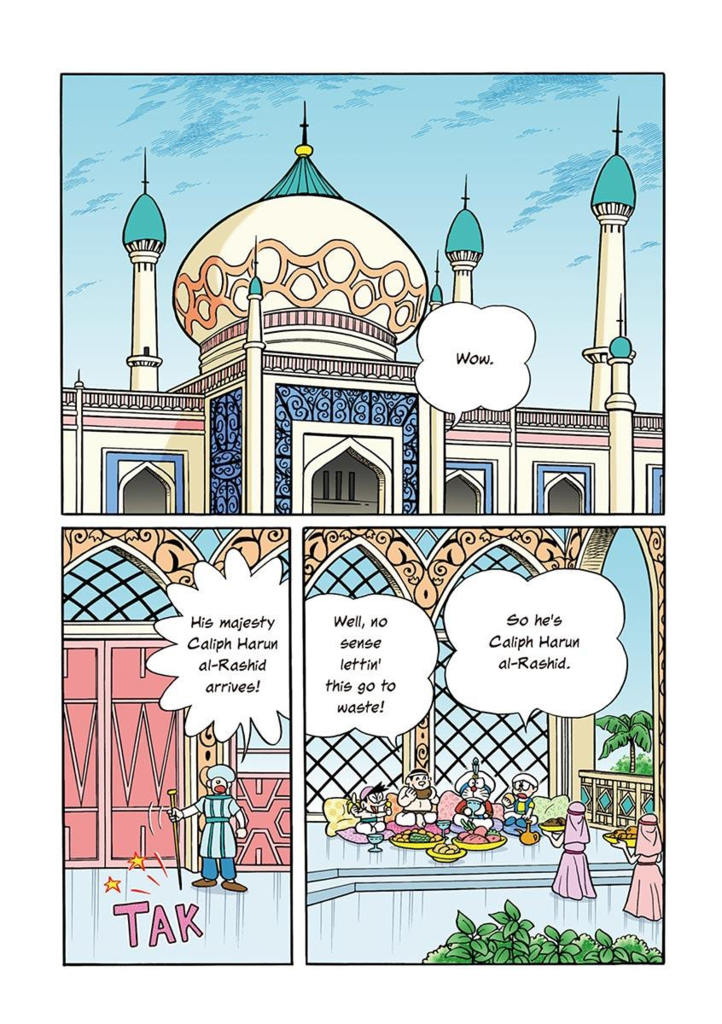 Wow.
His majesty
Caliph Harun
al-Rashid
arrives!
TAK
Well, no
sense
lettin'
this go to
waste!
So he's
Caliph Harun
al-Rashid.